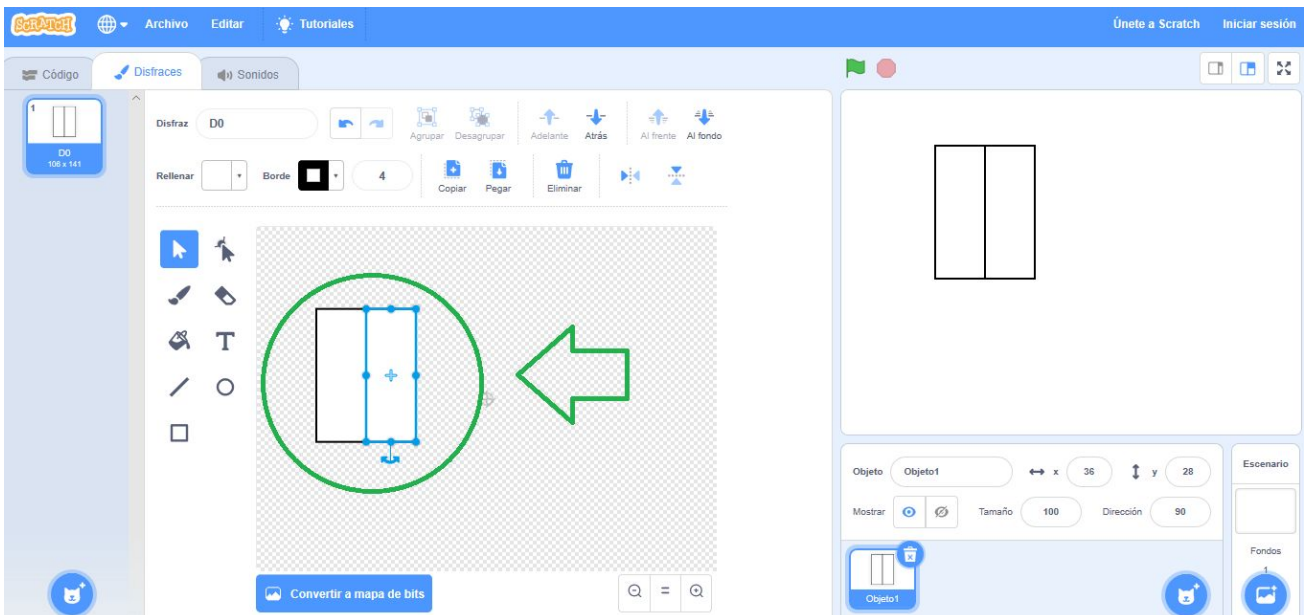 SCRATCH Archivo Editar Tutoriales Únete a Scratch Iniciar sesión
Código Disfraces Sonidos
1
D0
106 x 141
Disfraz D0 Agrupar Desagrupar Adelante Atrás Al frente Al fondo
Rellenar Borde 4 Copiar Pegar Eliminar
T
Convertir a mapa de bits
=
Objeto Objeto1 x 36 y 28
Mostrar Tamaño 100 Dirección 90
Objeto1
Escenario
Fondos
1